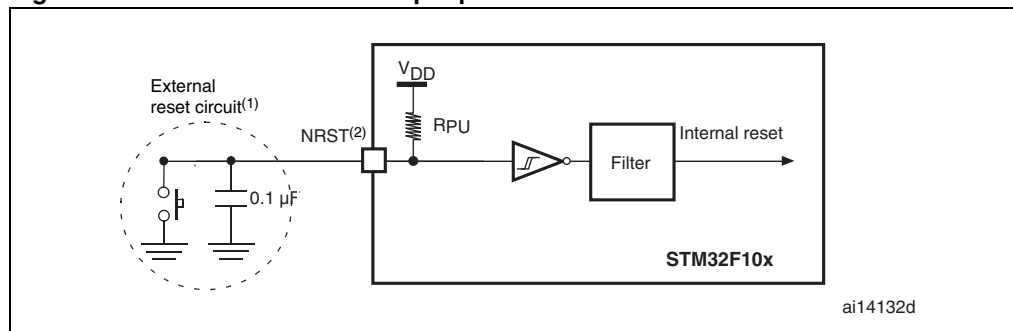 External
reset circuit(1)
NRST(2)
VDD
RPU
0.1 µF
Filter
Internal reset
STM32F10x
ai14132d